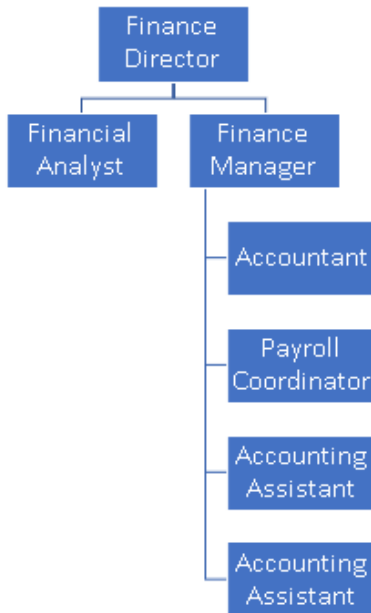 Finance
Director
Financial
Analyst
Finance
Manager
Accountant
Payroll
Coordinator
Accounting
Assistant
Accounting
Assistant